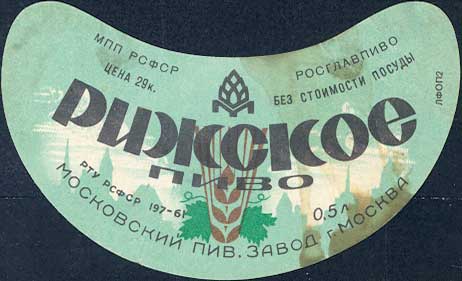 МПП РСФСР
ЦЕНА 29к.
РОСГЛАВПИВО
БЕЗ СТОИМОСТИ ПОСУДЫ
ЛФОП2
РИЖСКОЕ
ПИВО
РТУ РСФСР 197-61
0,5л
МОСКОВСКИЙ ПИВ. ЗАВОД г. МОСКВА